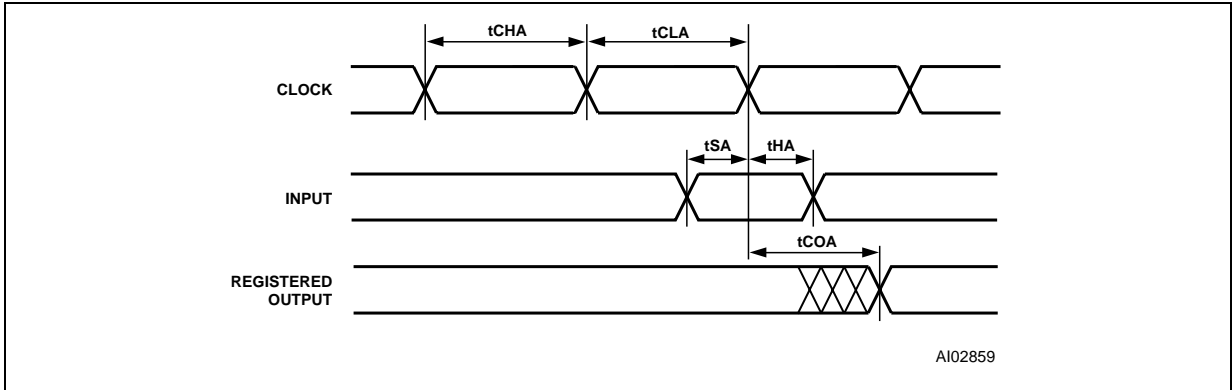 tCHA tCLA
CLOCK
tSA tHA
INPUT
tCOA
REGISTERED
OUTPUT
AI02859